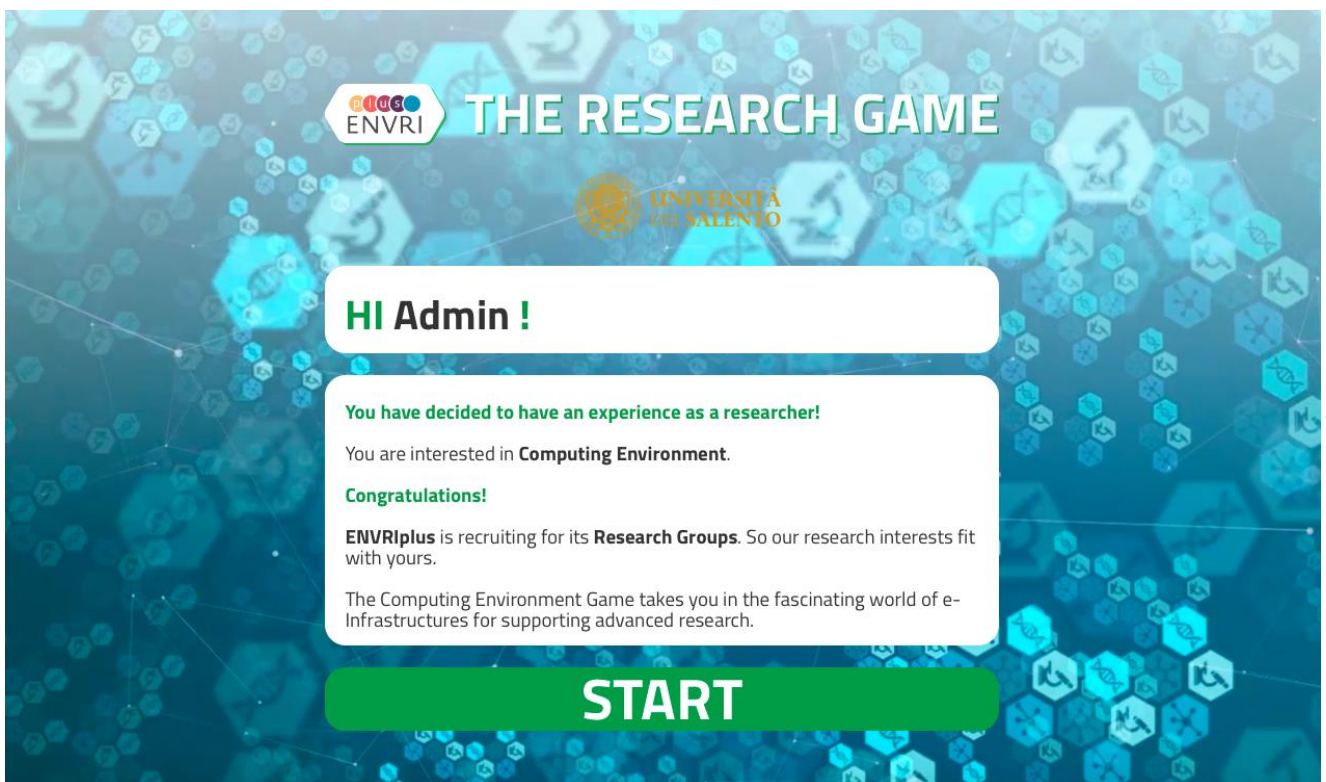 plus
ENVRI
THE RESEARCH GAME
UNIVERSITÀ
DEL SALENTO
HI Admin !
You have decided to have an experience as a researcher!
You are interested in Computing Environment.
Congratulations!
ENVRIplus is recruiting for its Research Groups. So our research interests fit
with yours.
The Computing Environment Game takes you in the fascinating world of e-
Infrastructures for supporting advanced research.
START